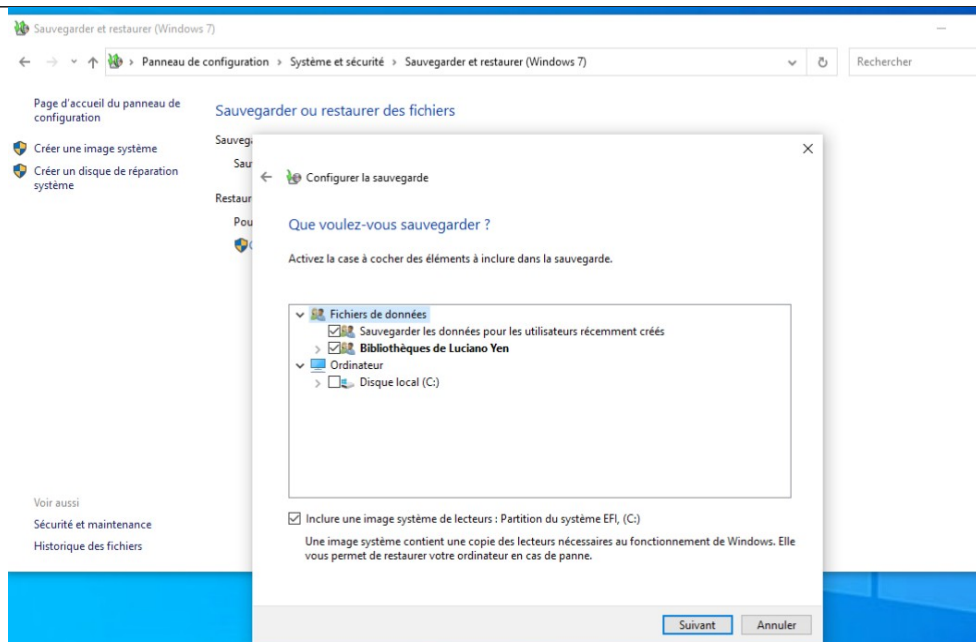 Sauvegarder et restaurer (Windows 7)
Panneau de configuration > Système et sécurité > Sauvegarder et restaurer (Windows 7)
Rechercher
Page d'accueil du panneau de
configuration
Créer une image système
Créer un disque de réparation
système
Voir aussi
Sécurité et maintenance
Historique des fichiers
Sauvegarder ou restaurer des fichiers
Configurer la sauvegarde
Que voulez-vous sauvegarder ?
Activez la case à cocher des éléments à inclure dans la sauvegarde.
Fichiers de données
Sauvegarder les données pour les utilisateurs récemment créés
Bibliothèques de Luciano Yen
Ordinateur
Disque local (C:)
Inclure une image système de lecteurs : Partition du système EFI, (C:)
Une image système contient une copie des lecteurs nécessaires au fonctionnement de Windows. Elle
vous permet de restaurer votre ordinateur en cas de panne.
Suivant
Annuler